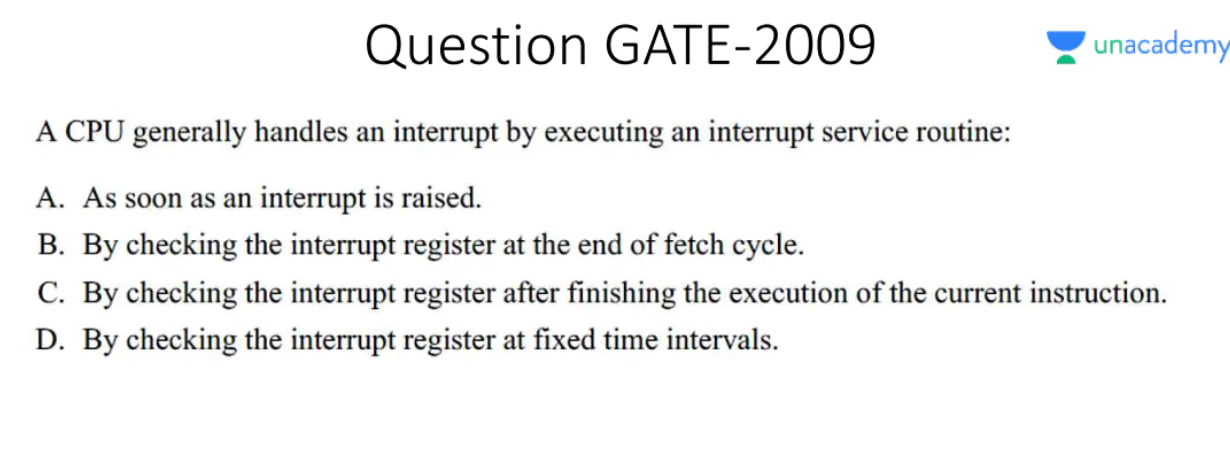 Question GATE-2009
unacademy
A CPU generally handles an interrupt by executing an interrupt service routine:
A. As soon as an interrupt is raised.
B. By checking the interrupt register at the end of fetch cycle.
C. By checking the interrupt register after finishing the execution of the current instruction.
D. By checking the interrupt register at fixed time intervals.